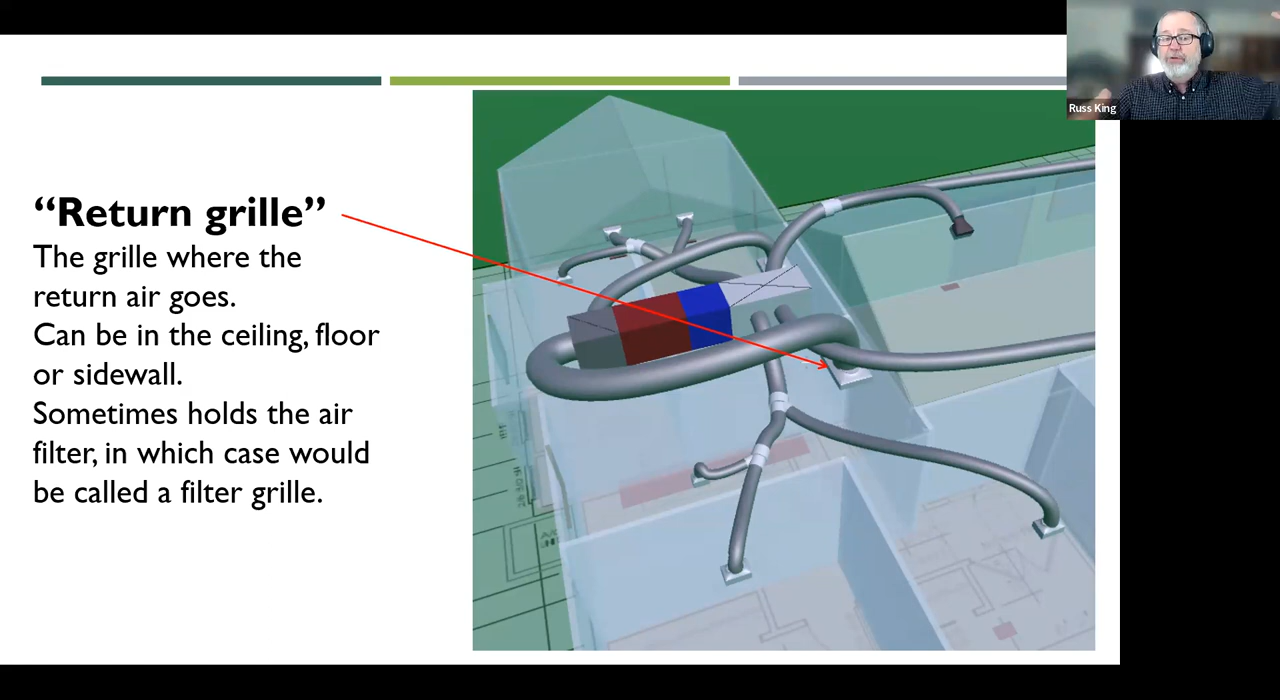 Russ King
“Return grille”
The grille where the
return air goes.
Can be in the ceiling, floor
or sidewall.
Sometimes holds the air
filter, in which case would
be called a filter grille.